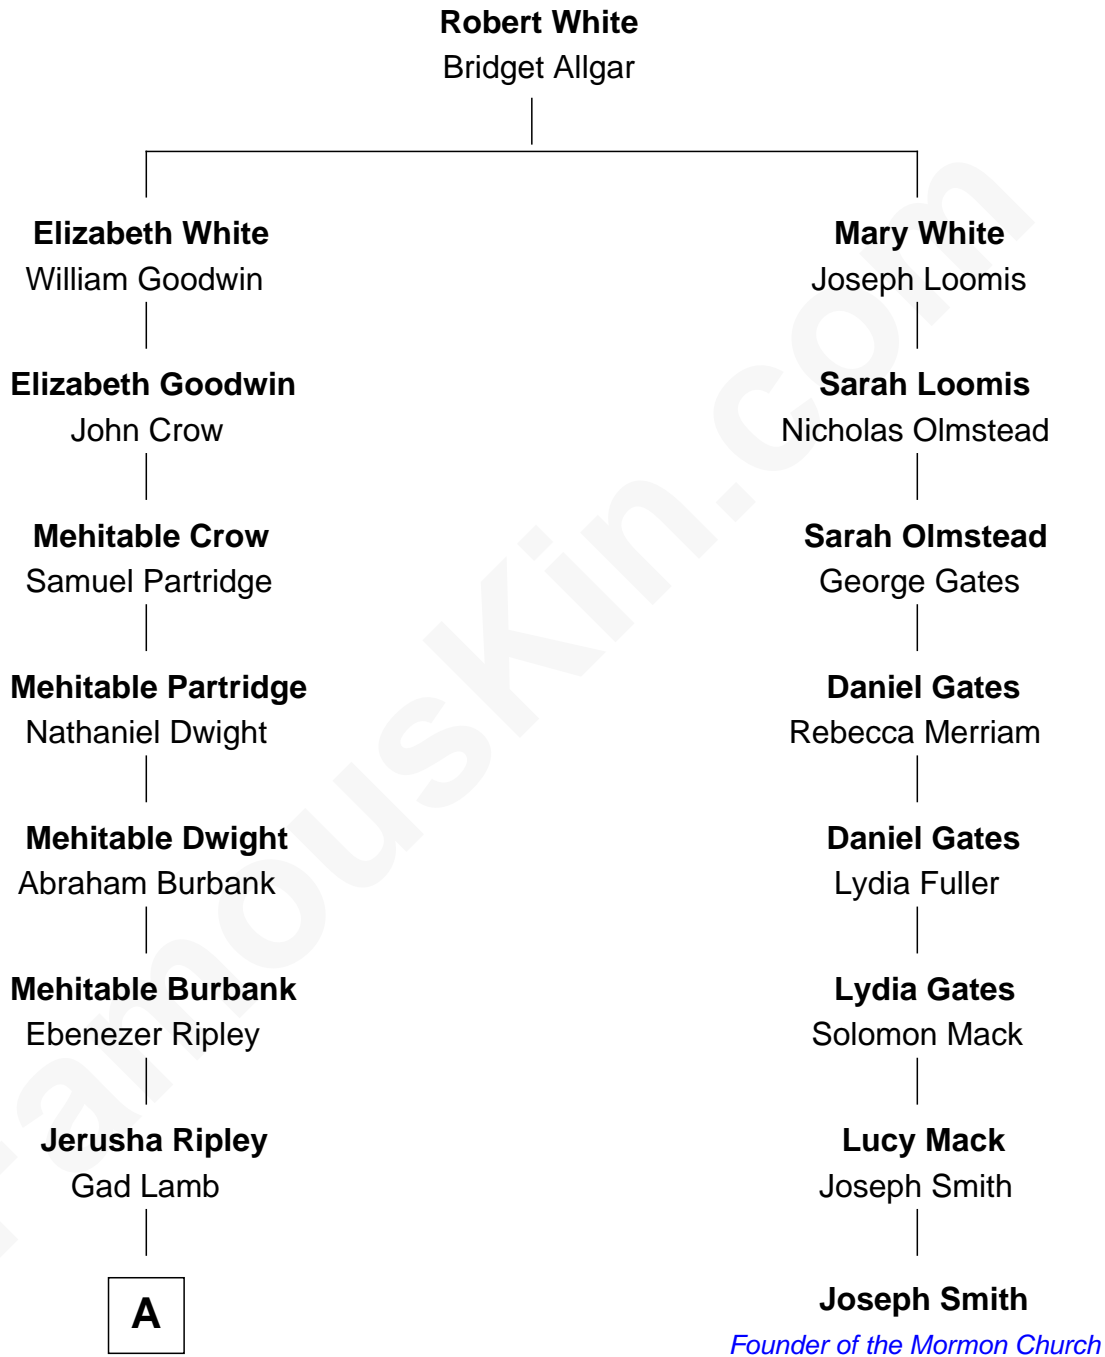 Robert White
Bridget Allgar
Elizabeth White
William Goodwin
Mary White
Joseph Loomis
Elizabeth Goodwin
John Crow
Sarah Loomis
Nicholas Olmstead
Mehitable Crow
Samuel Partridge
Sarah Olmstead
George Gates
Mehitable Partridge
Nathaniel Dwight
Daniel Gates
Rebecca Merriam
Mehitable Dwight
Abraham Burbank
Daniel Gates
Lydia Fuller
Mehitable Burbank
Ebenezer Ripley
Lydia Gates
Solomon Mack
Jerusha Ripley
Gad Lamb
Lucy Mack
Joseph Smith
A
Joseph Smith
Founder of the Mormon Church
FamousKin.com